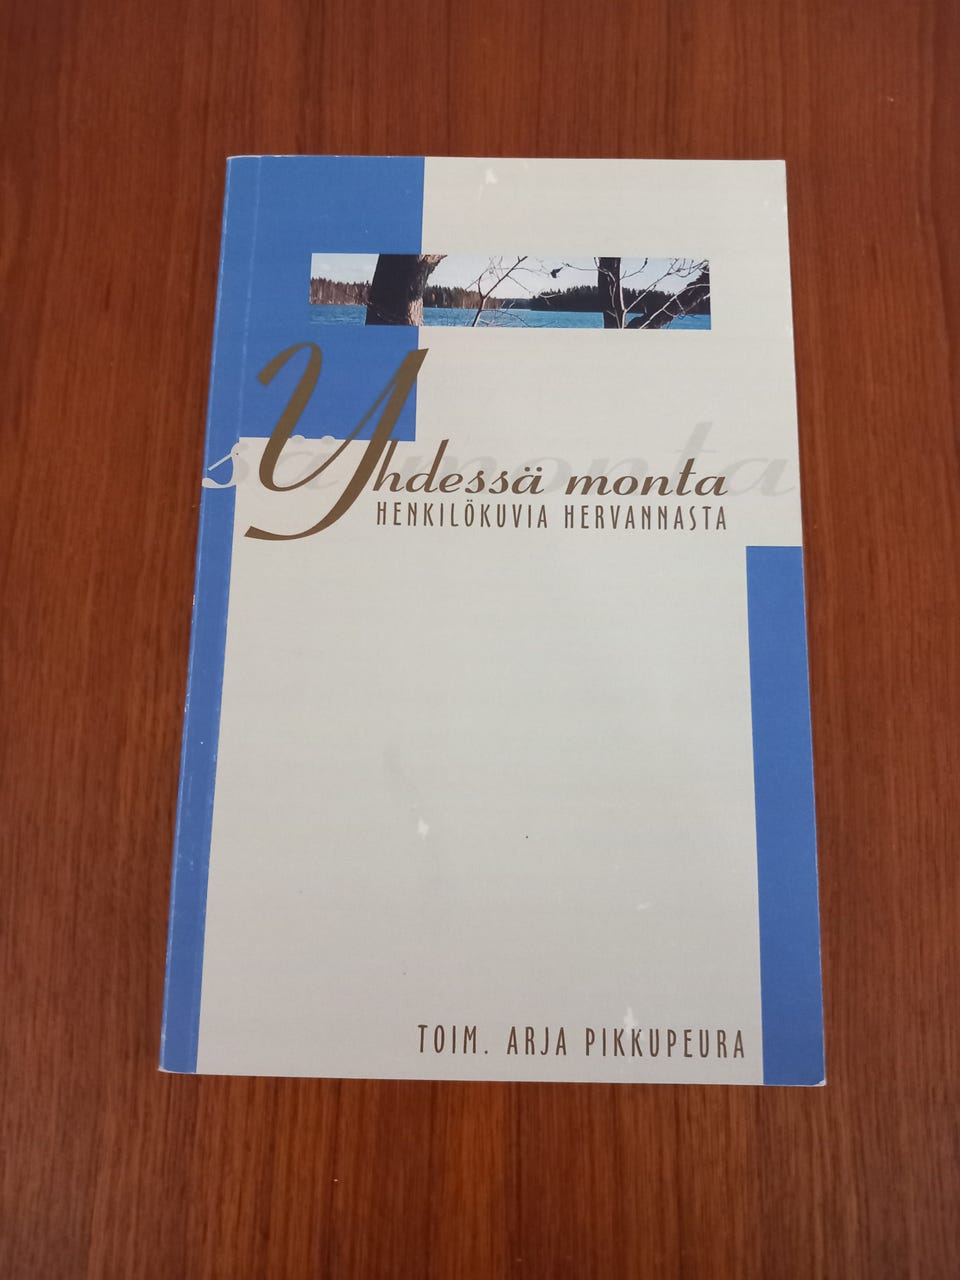 Yhdessä monta
HENKILÖKUVIA HERVANNASTA
TOIM. ARJA PIKKUPEURA